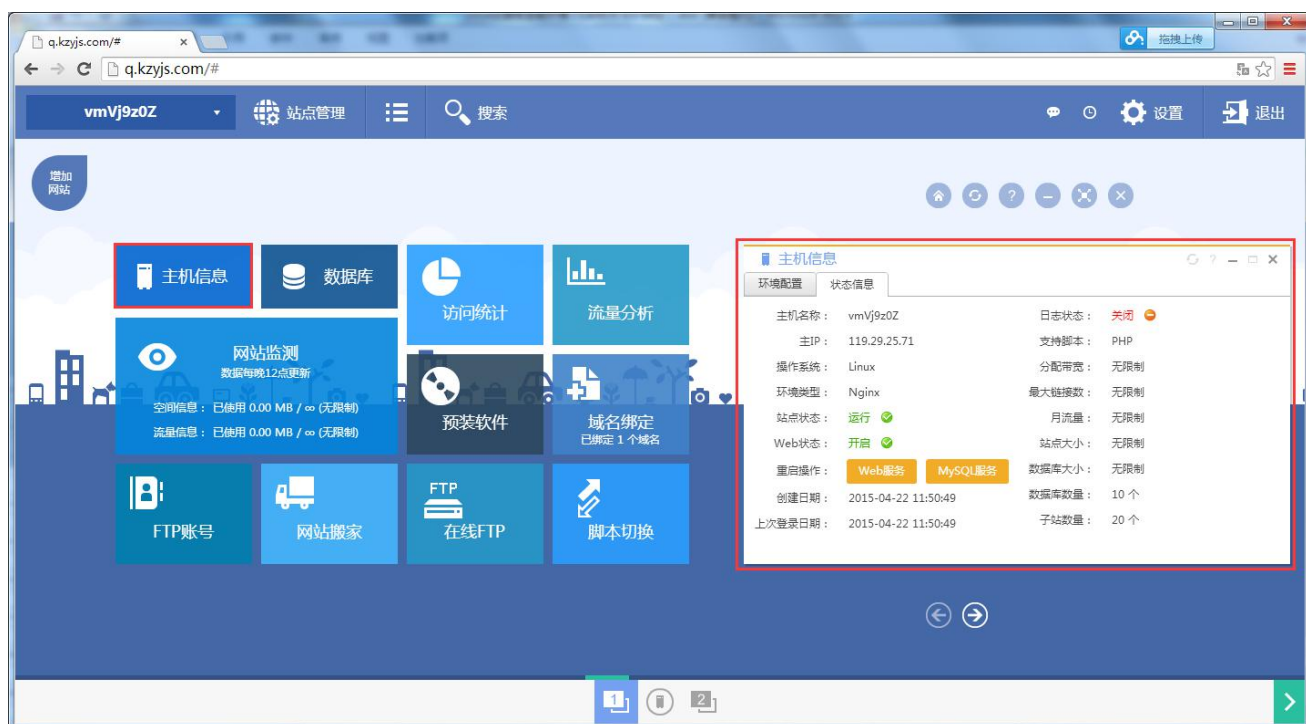 q.kzyjs.com/#
拖拽上传
q.kzyjs.com/#
vmVj9z0Z
站点管理
搜索
设置
退出
增加
网站
主机信息
数据库
访问统计
流量分析
网站监测
数据每晚12点更新
空间信息： 已使用 0.00 MB / ∞ (无限制)
流量信息： 已使用 0.00 MB / ∞ (无限制)
预装软件
域名绑定
已绑定 1 个域名
FTP账号
网站搬家
FTP
在线FTP
脚本切换
主机信息
环境配置 状态信息
主机名称： vmVj9z0Z 日志状态： 关闭
主IP： 119.29.25.71 支持脚本： PHP
操作系统： Linux 分配带宽： 无限制
环境类型： Nginx 最大链接数： 无限制
站点状态： 运行 月流量： 无限制
Web状态： 开启 站点大小： 无限制
重启操作： Web服务 MySQL服务 数据库大小： 无限制
创建日期： 2015-04-22 11:50:49 数据库数量： 10 个
上次登录日期： 2015-04-22 11:50:49 子站数量： 20 个
1
2